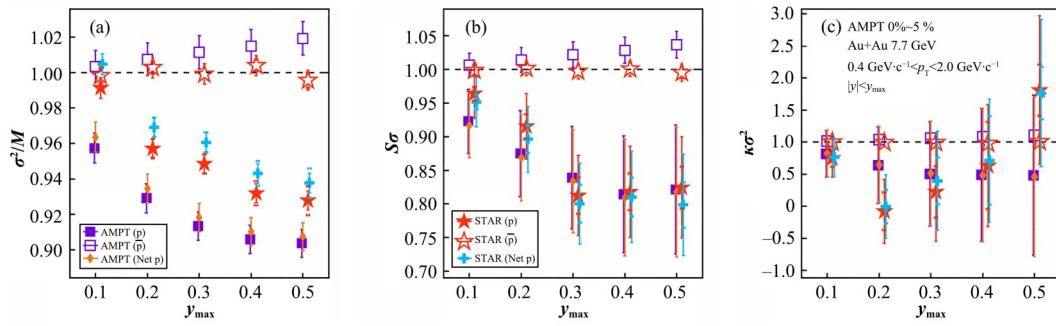 (a)
σ²/M
1.02
1.00
0.98
0.96
0.94
0.92
0.90
AMPT (p)
AMPT (p̅)
AMPT (Net p)
0.1 0.2 0.3 0.4 0.5
ymax
(b)
Sσ
1.05
1.00
0.95
0.90
0.85
0.80
0.75
0.70
STAR (p)
STAR (p̅)
STAR (Net p)
0.1 0.2 0.3 0.4 0.5
ymax
(c)
κσ²
3.0
2.5
2.0
1.5
1.0
0.5
0
−0.5
−1.0
AMPT 0%~5 %
Au+Au 7.7 GeV
0.4 GeV·c⁻¹<pT<2.0 GeV·c⁻¹
|y|<ymax
0.1 0.2 0.3 0.4 0.5
ymax